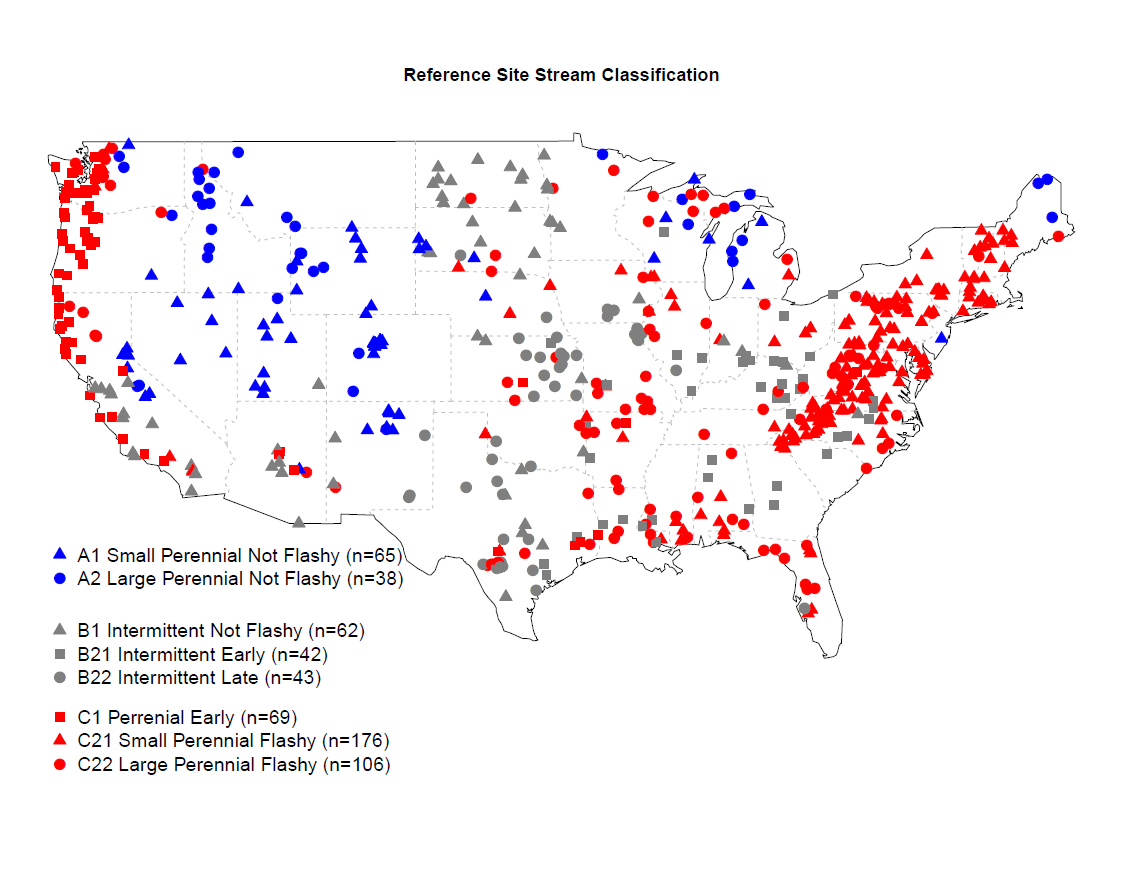 Reference Site Stream Classification
A1 Small Perennial Not Flashy (n=65)
A2 Large Perennial Not Flashy (n=38)
B1 Intermittent Not Flashy (n=62)
B21 Intermittent Early (n=42)
B22 Intermittent Late (n=43)
C1 Perrenial Early (n=69)
C21 Small Perennial Flashy (n=176)
C22 Large Perennial Flashy (n=106)